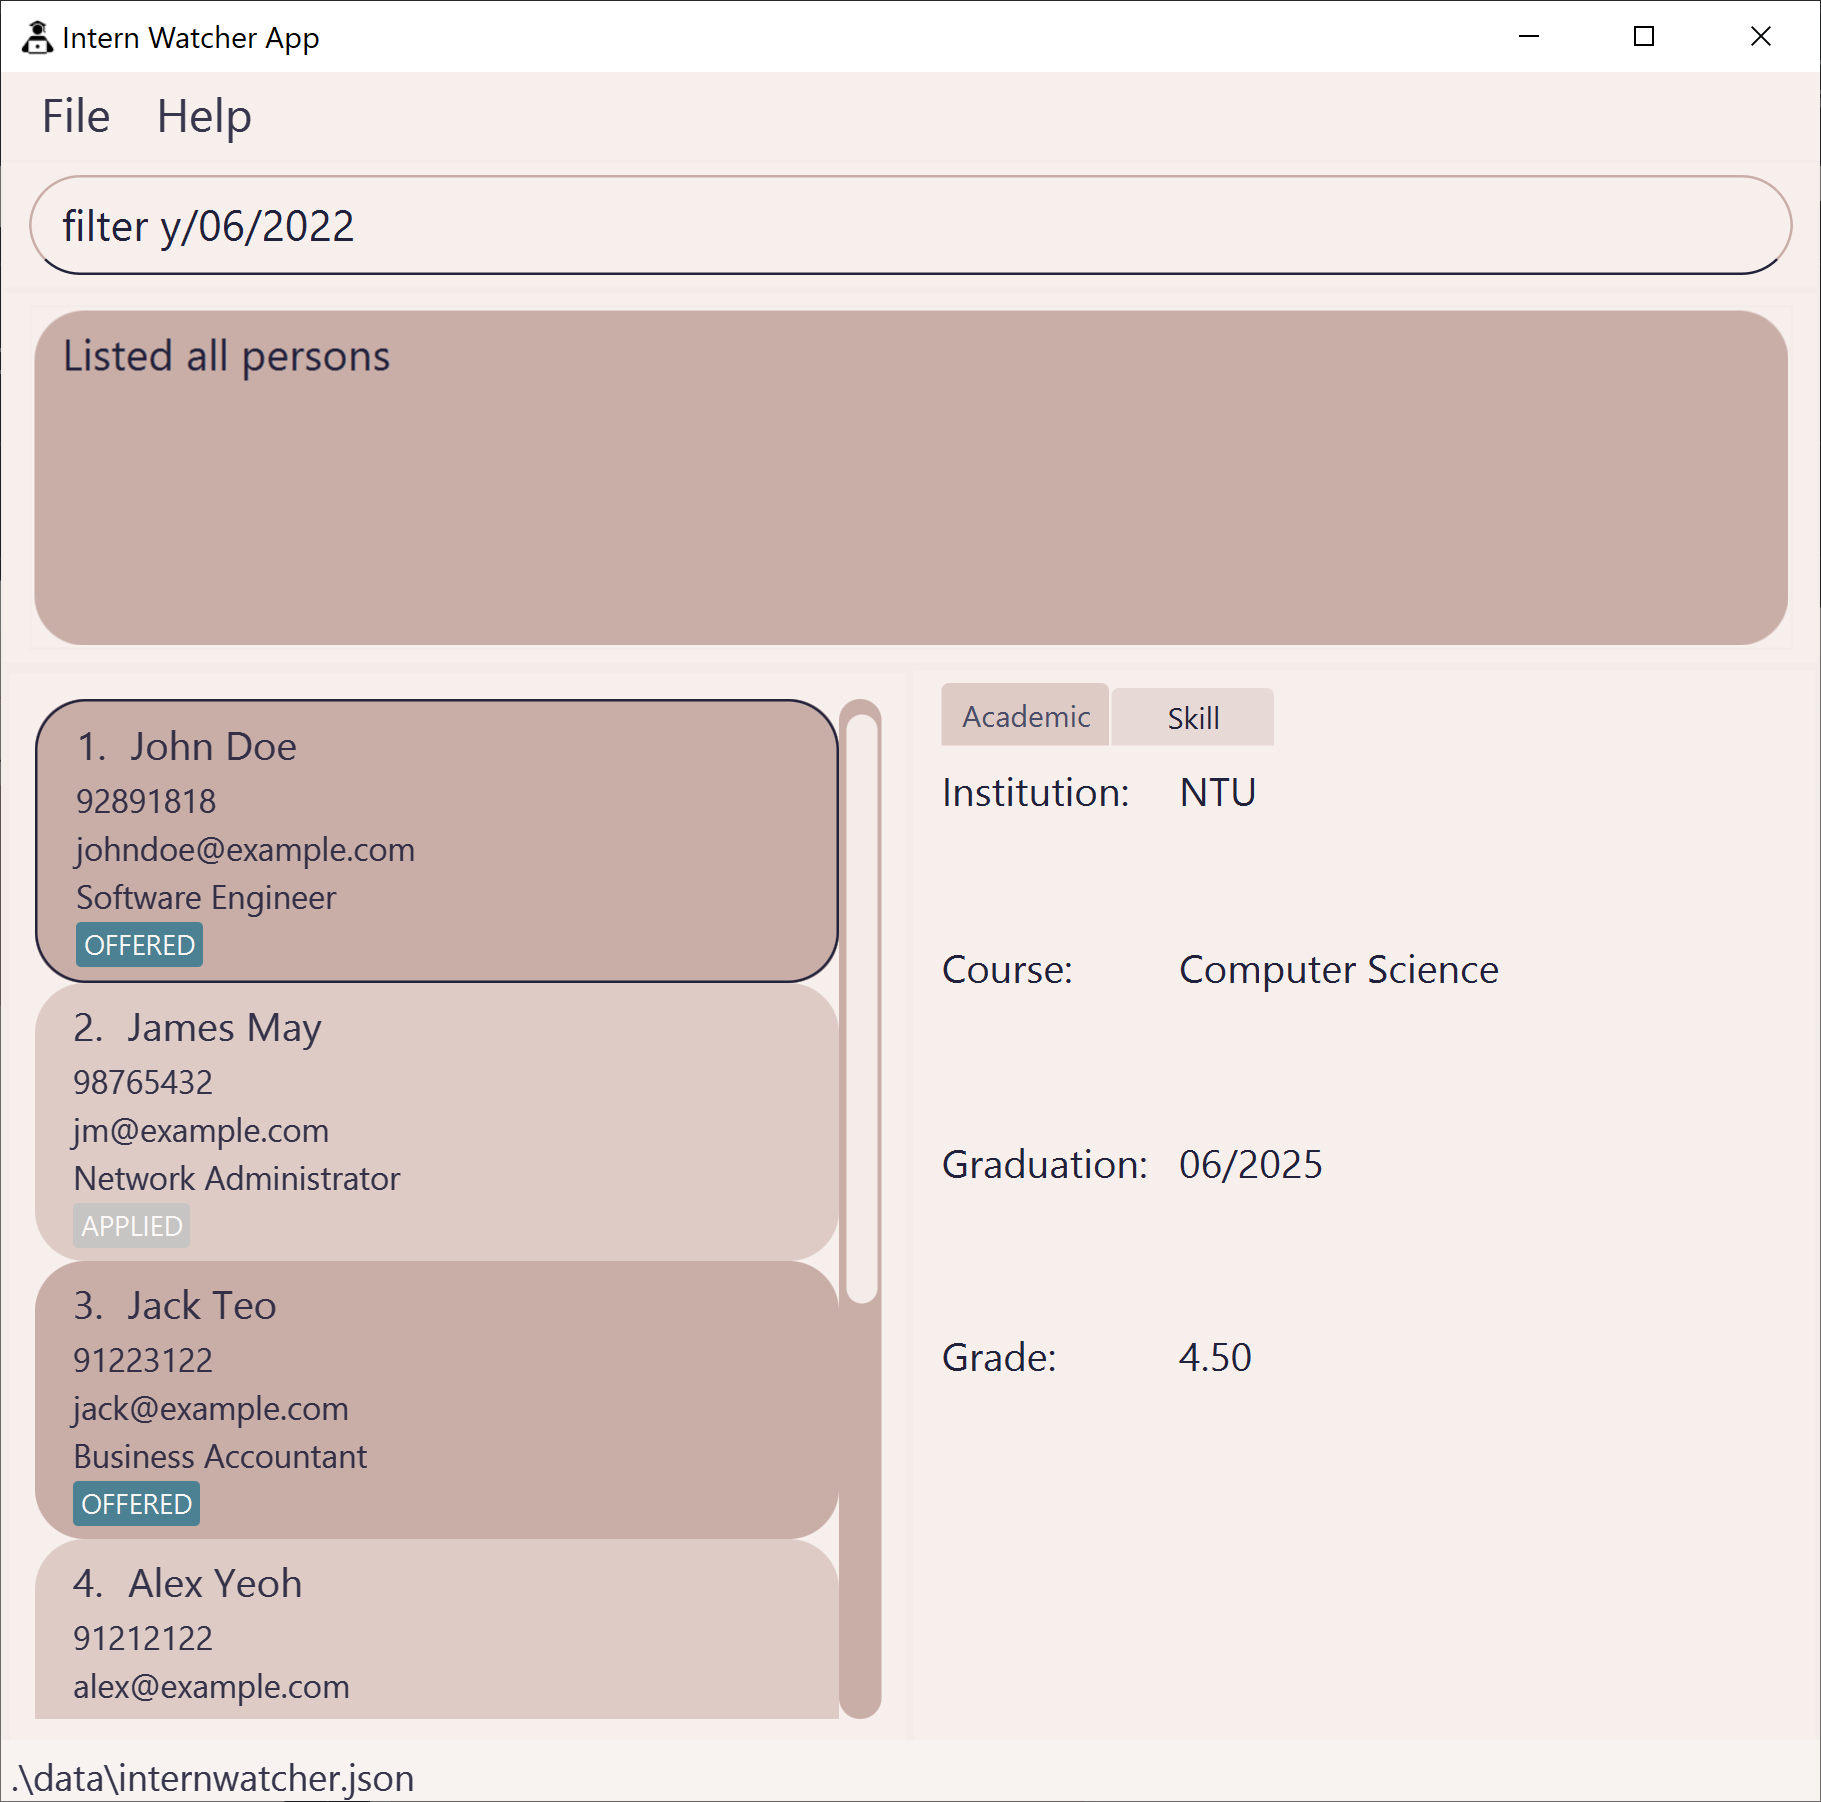 Intern Watcher App
File Help
filter y/06/2022
Listed all persons
1. John Doe
92891818
johndoe@example.com
Software Engineer
OFFERED
2. James May
98765432
jm@example.com
Network Administrator
APPLIED
3. Jack Teo
91223122
jack@example.com
Business Accountant
OFFERED
4. Alex Yeoh
91212122
alex@example.com
Academic Skill
Institution: NTU
Course: Computer Science
Graduation: 06/2025
Grade: 4.50
.\data\internwatcher.json